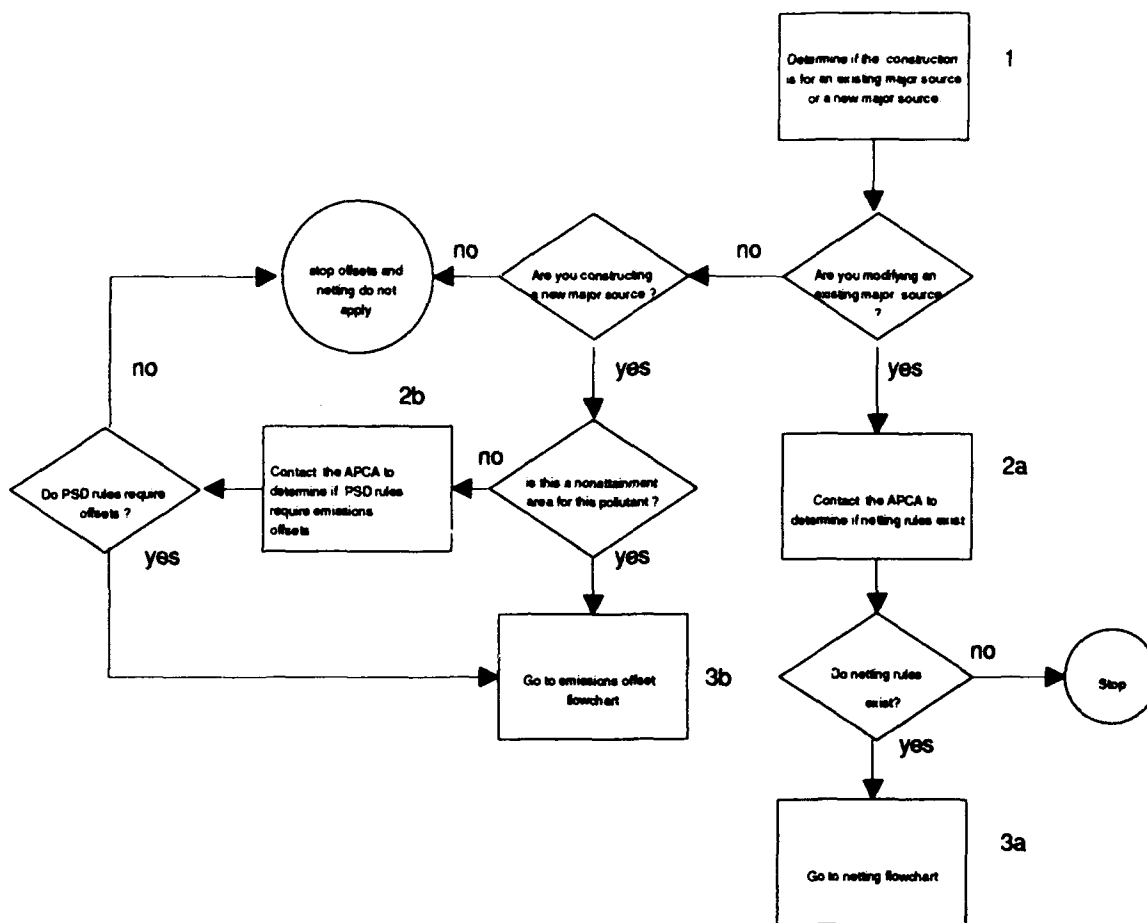 Determine if the construction
is for an existing major source
or a new major source.
1
Are you modifying an
existing major source
?
no
yes
Are you constructing
a new major source ?
no
yes
stop offsets and
netting do not
apply
no
2b
Contact the APCA to
determine if PSD rules
require emissions
offsets
no
is this a nonattainment
area for this pollutant ?
yes
Do PSD rules require
offsets ?
yes
2a
Contact the APCA to
determine if netting rules exist
Go to emissions offset
flowchart
3b
Do netting rules
exist?
no
Stop
yes
3a
Go to netting flowchart